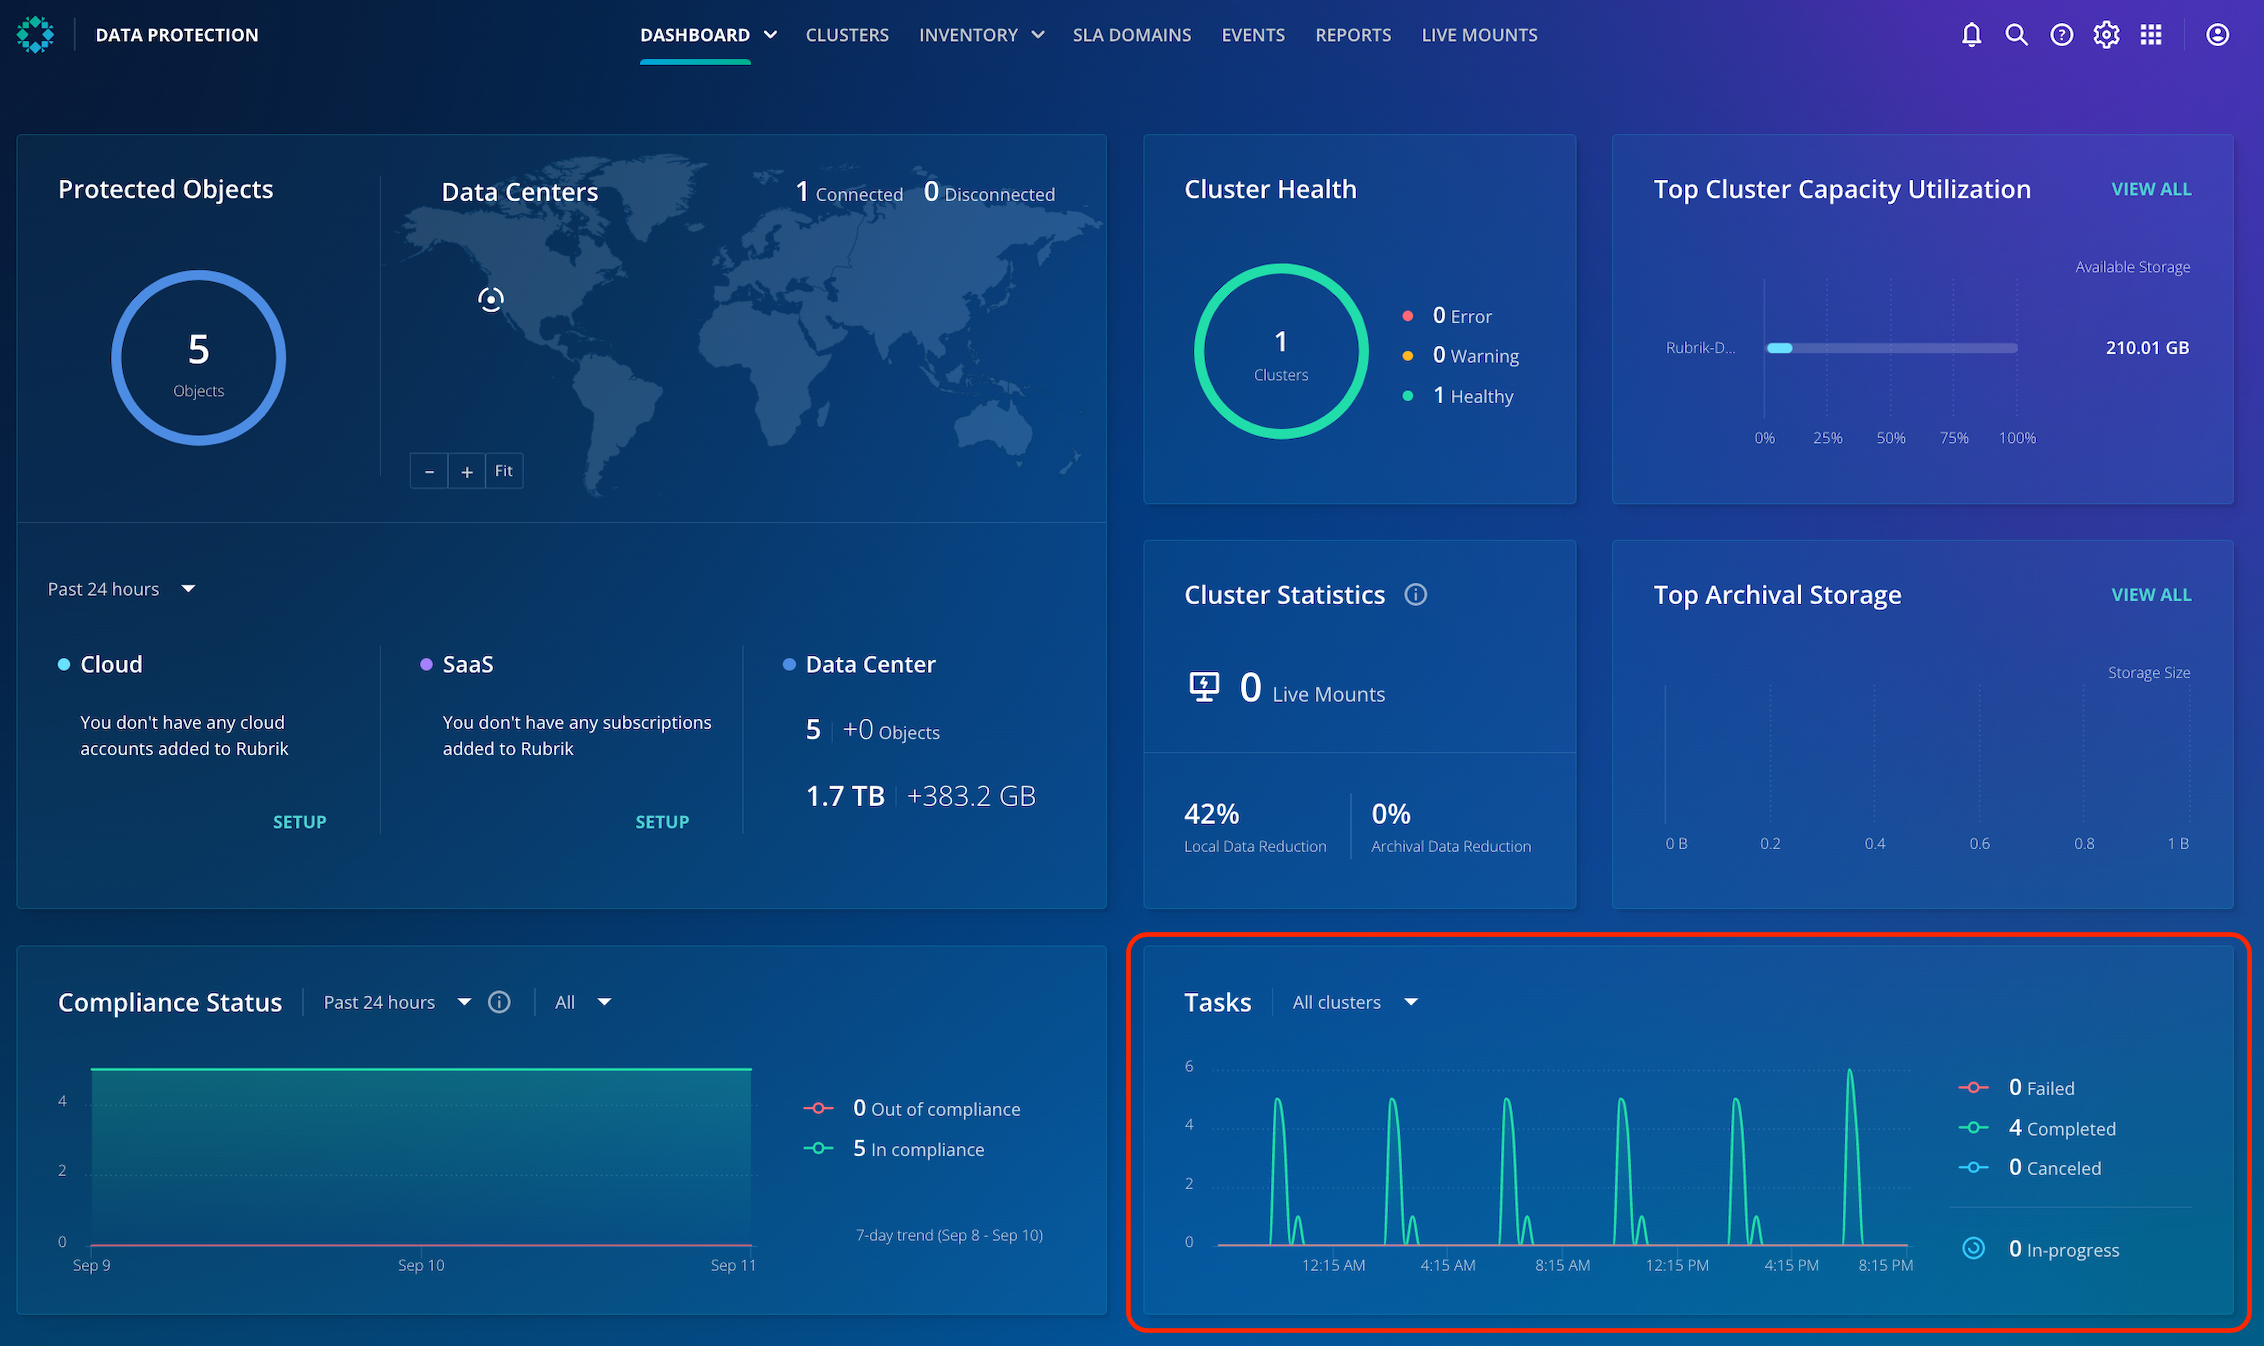 DATA PROTECTION
DASHBOARD
CLUSTERS
INVENTORY
SLA DOMAINS
EVENTS
REPORTS
LIVE MOUNTS
Protected Objects
5
Objects
Data Centers
1 Connected
0 Disconnected
−
+
Fit
Past 24 hours
Cloud
You don't have any cloud
accounts added to Rubrik
SETUP
SaaS
You don't have any subscriptions
added to Rubrik
SETUP
Data Center
5 +0 Objects
1.7 TB +383.2 GB
Cluster Health
1
Clusters
0 Error
0 Warning
1 Healthy
Top Cluster Capacity Utilization
VIEW ALL
Available Storage
Rubrik-D...
210.01 GB
0% 25% 50% 75% 100%
Cluster Statistics
0 Live Mounts
42%
Local Data Reduction
0%
Archival Data Reduction
Top Archival Storage
VIEW ALL
Storage Size
0 B 0.2 0.4 0.6 0.8 1 B
Compliance Status
Past 24 hours
All
4
2
0
Sep 9 Sep 10 Sep 11
0 Out of compliance
5 In compliance
7-day trend (Sep 8 - Sep 10)
Tasks
All clusters
6
4
2
0
12:15 AM 4:15 AM 8:15 AM 12:15 PM 4:15 PM 8:15 PM
0 Failed
4 Completed
0 Canceled
0 In-progress